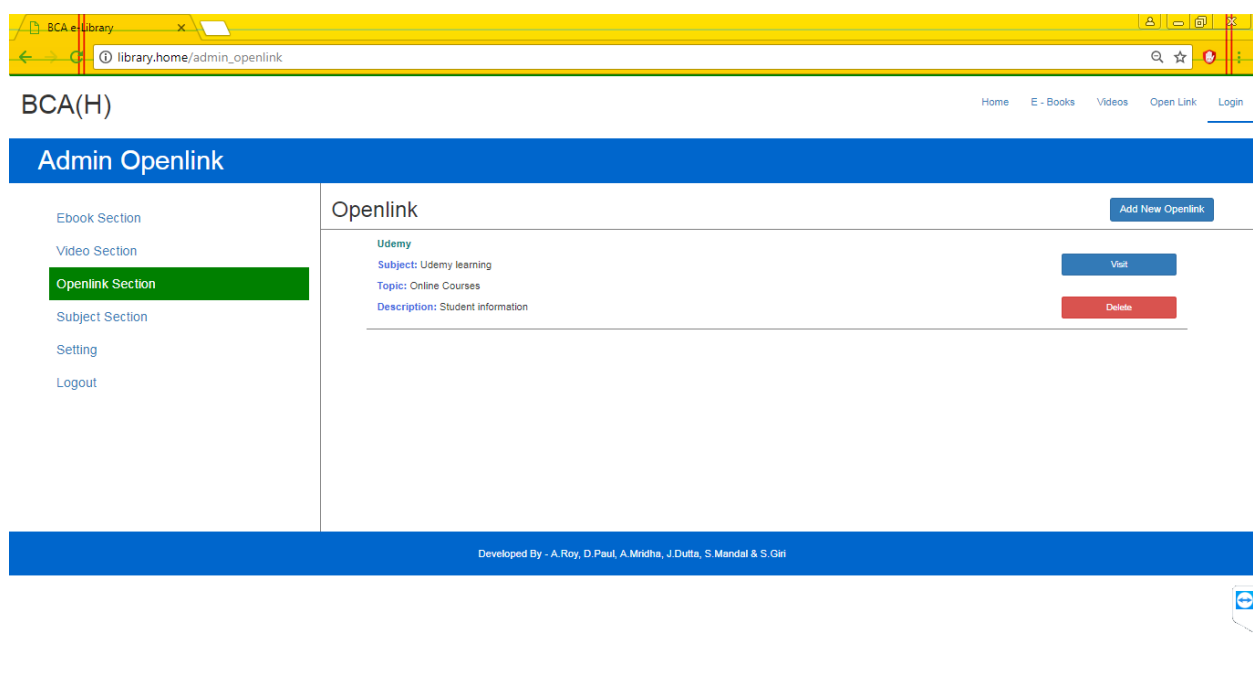 BCA e-Library
library.home/admin_openlink
BCA(H)
Home E - Books Videos Open Link Login
Admin Openlink
Ebook Section
Video Section
Openlink Section
Subject Section
Setting
Logout
Openlink
Add New Openlink
Udemy
Subject: Udemy learning
Visit
Topic: Online Courses
Description: Student information
Delete
Developed By - A.Roy, D.Paul, A.Mridha, J.Dutta, S.Mandal & S.Giri